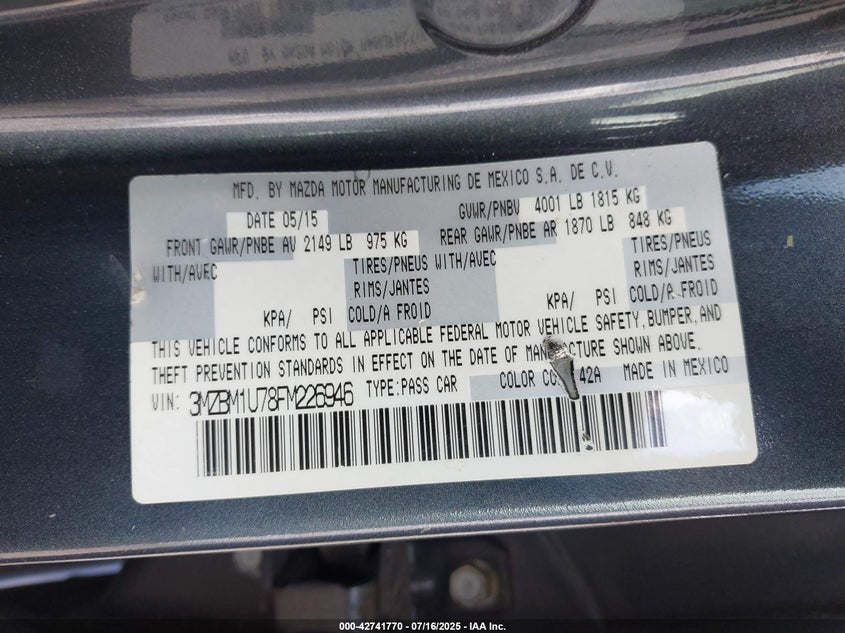 MFD. BY MAZDA MOTOR MANUFACTURING DE MEXICO S.A. DE C.V.
DATE 05/15 GVWR/PNBV 4001 LB 1815 KG
FRONT GAWR/PNBE AV 2149 LB 975 KG REAR GAWR/PNBE AR 1870 LB 848 KG
WITH/AVEC TIRES/PNEUS WITH/AVEC TIRES/PNEUS
RIMS/JANTES RIMS/JANTES
KPA/ PSI COLD/A FROID KPA/ PSI COLD/A FROID
THIS VEHICLE CONFORMS TO ALL APPLICABLE FEDERAL MOTOR VEHICLE SAFETY, BUMPER, AND
THEFT PREVENTION STANDARDS IN EFFECT ON THE DATE OF MANUFACTURE SHOWN ABOVE.
VIN: 3MZBM1U78FM226946 TYPE:PASS CAR COLOR 42A MADE IN MEXICO
000-42741770 - 07/16/2025 - IAA Inc.